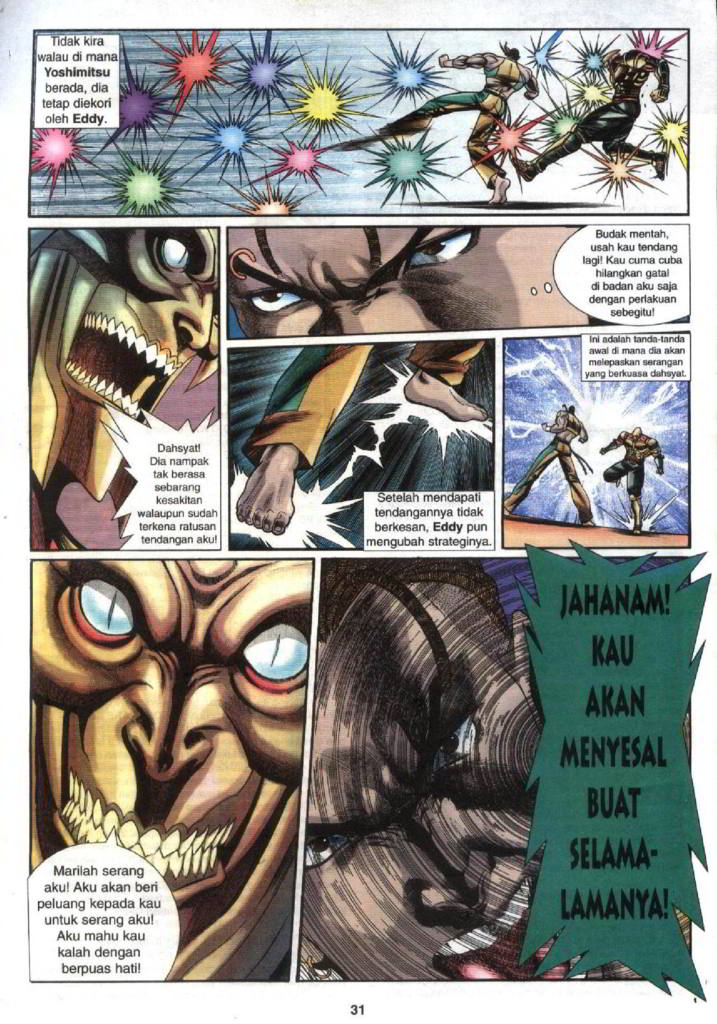 Tidak kira
walau di mana
Yoshimitsu
berada, dia
tetap diekori
oleh Eddy.
Budak mentah,
usah kau tendang
lagi! Kau cuma cuba
hilangkan gatal
di badan aku saja
dengan perlakuan
sebegitu!
Dahsyat!
Dia nampak
tak berasa
sebarang
kesakitan
walaupun sudah
terkena ratusan
tendangan aku!
Setelah mendapati
tendangannya tidak
berkesan, Eddy pun
mengubah strateginya.
Ini adalah tanda-tanda
awal di mana dia akan
melepaskan serangan
yang berkuasa dahsyat.
Marilah serang
aku! Aku akan beri
peluang kepada kau
untuk serang aku!
Aku mahu kau
kalah dengan
berpuas hati!
JAHANAM!
KAU
AKAN
MENYESAL
BUAT
SELAMA-
LAMANYA!
31